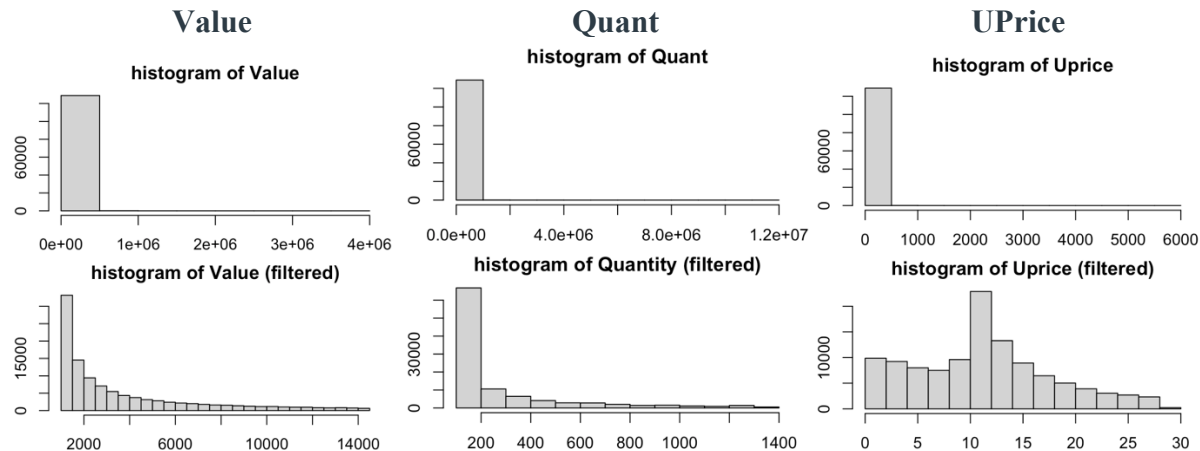 Value
Quant
UPrice
histogram of Value
60000
0
0e+00 1e+06 2e+06 3e+06 4e+06
histogram of Quant
60000
0
0.0e+00 4.0e+06 8.0e+06 1.2e+07
histogram of Uprice
60000
0
0 1000 2000 3000 4000 5000 6000
histogram of Value (filtered)
15000
0
2000 6000 10000 14000
histogram of Quantity (filtered)
30000
0
200 400 600 800 1000 1400
histogram of Uprice (filtered)
10000
0
0 5 10 15 20 25 30